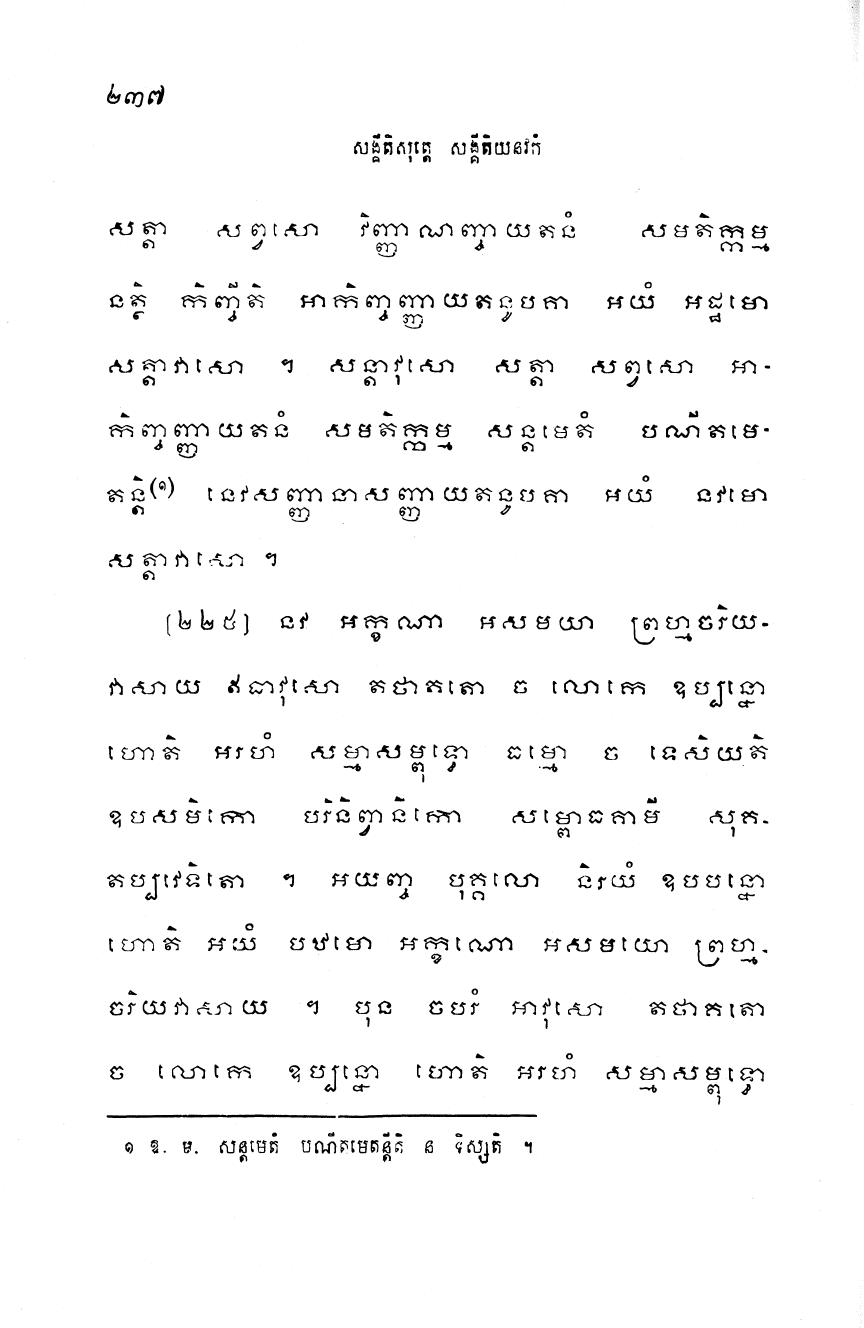 ២៣៧
សង្គីតិសុត្តេ សង្គីតិយនវកំ
សត្តា សព្វសោ វិញ្ញាណញ្ចាយតនំ សមតិក្កម្ម
នត្ថិ កិញ្ចីតិ អាកិញ្ចញ្ញាយតនូបគា អយំ អដ្ឋមោ
សត្តាវាសោ ។ សន្តាវុសោ សត្តា សព្វសោ អា-
កិញ្ចញ្ញាយតនំ សមតិក្កម្ម សន្តមេតំ បណីតមេ-
តន្តិ(១) នេវសញ្ញានាសញ្ញាយតនូបគា អយំ នវមោ
សត្តាវាសោ ។
[២២៥] នវ អក្ខណា អសមយា ព្រហ្មចរិយ-
វាសាយ ឥធាវុសោ តថាគតោ ច លោកេ ឧប្បន្នោ
ហោតិ អរហំ សម្មាសម្ពុទ្ធោ ធម្មោ ច ទេសិយតិ
ឧបសមិកោ បរិនិព្វានិកោ សម្ពោធគាមី សុគ-
តប្បវេទិតោ ។ អយញ្ច បុគ្គលោ និរយំ ឧបបន្នោ
ហោតិ អយំ បឋមោ អក្ខណោ អសមយោ ព្រហ្ម-
ចរិយវាសាយ ។ បុន ចបរំ អាវុសោ តថាគតោ
ច លោកេ ឧប្បន្នោ ហោតិ អរហំ សម្មាសម្ពុទ្ធោ
១ ឱ. ម. សន្តមេតំ បណីតមេតន្តីតិ ន ទិស្សតិ ។